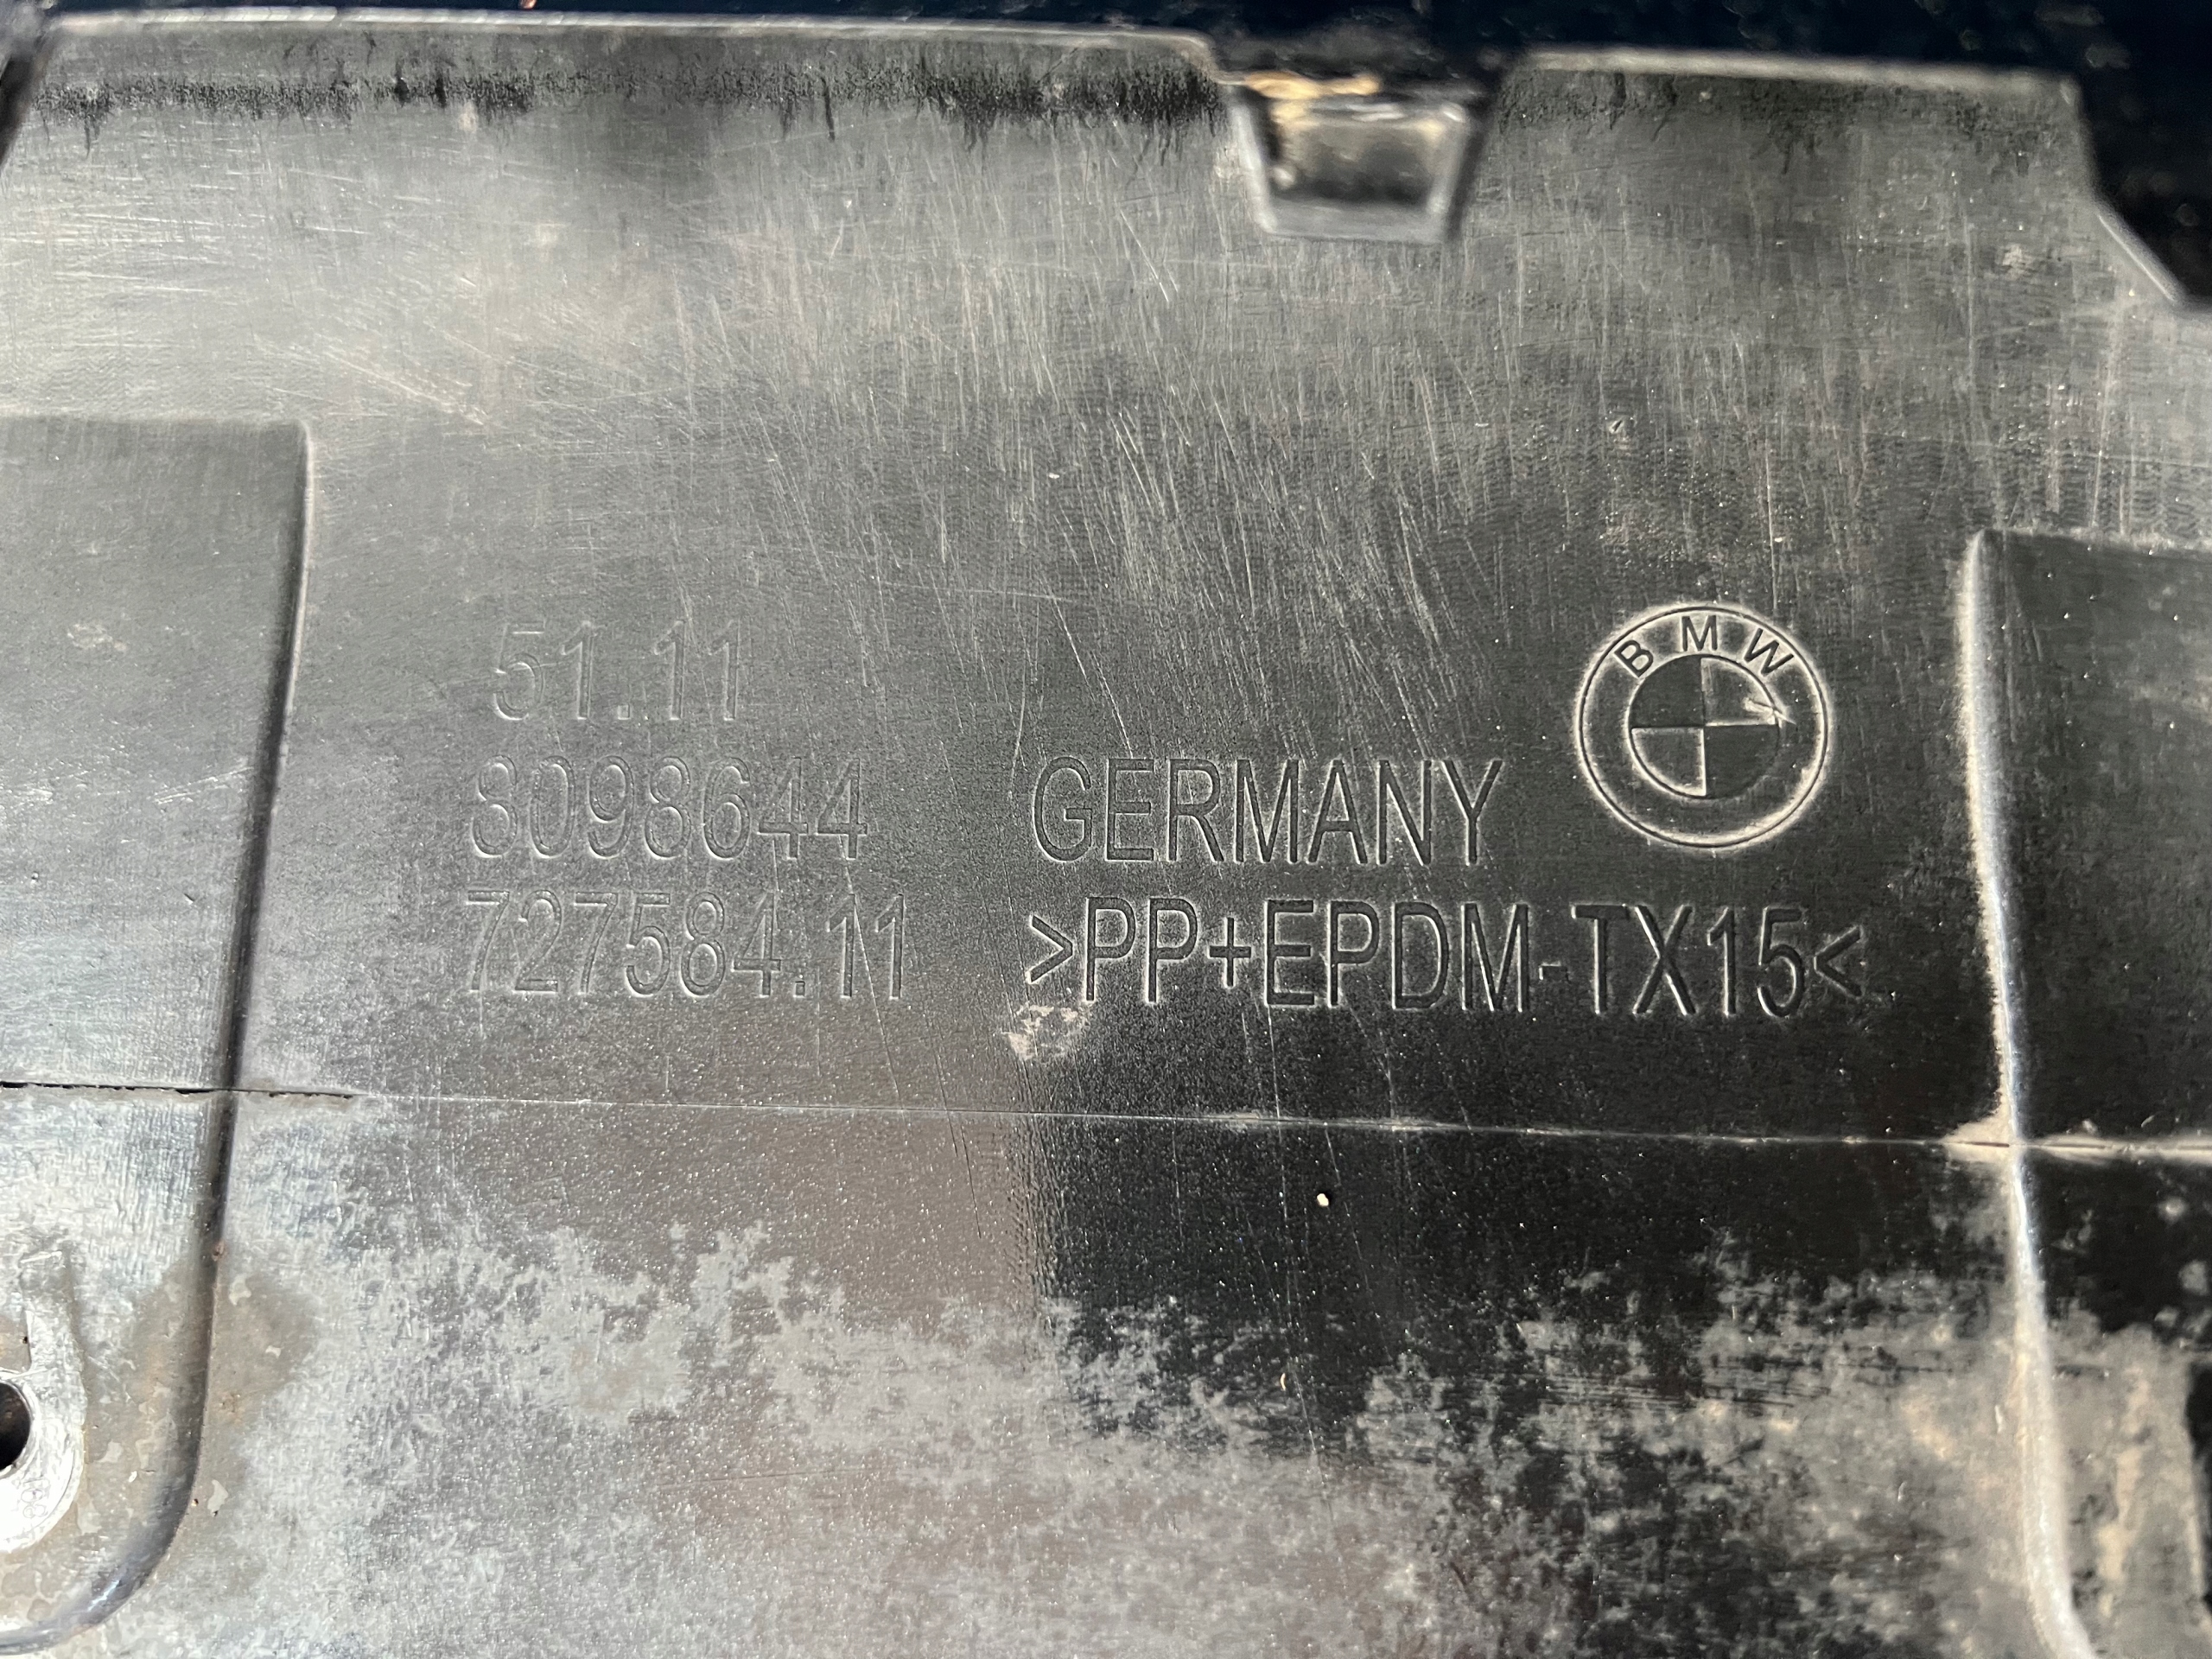 BMW
51.11
8098644 GERMANY
727584.11 >PP+EPDM-TX15<